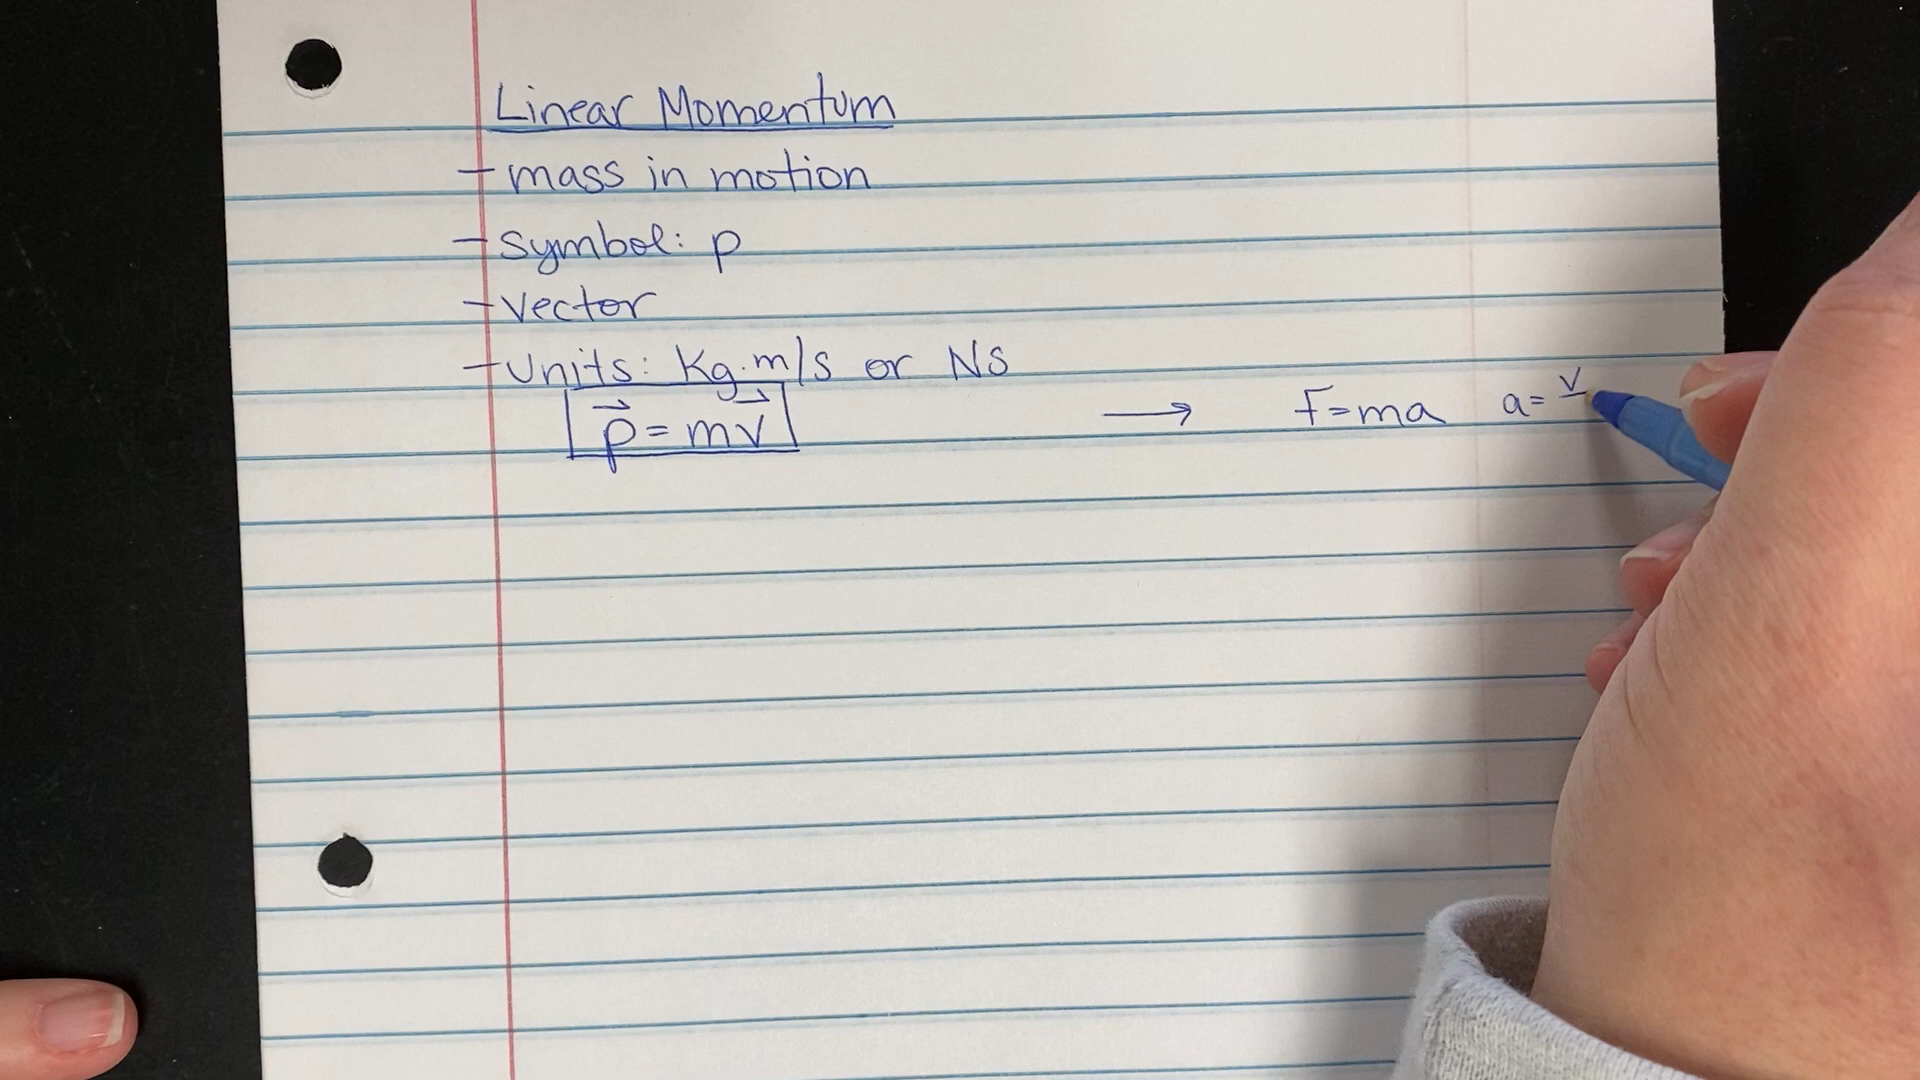 Linear Momentum
- mass in motion
- symbol: p
- vector
- units: Kg·m/s or Ns
p⃗ = mv⃗ → F=ma a= v